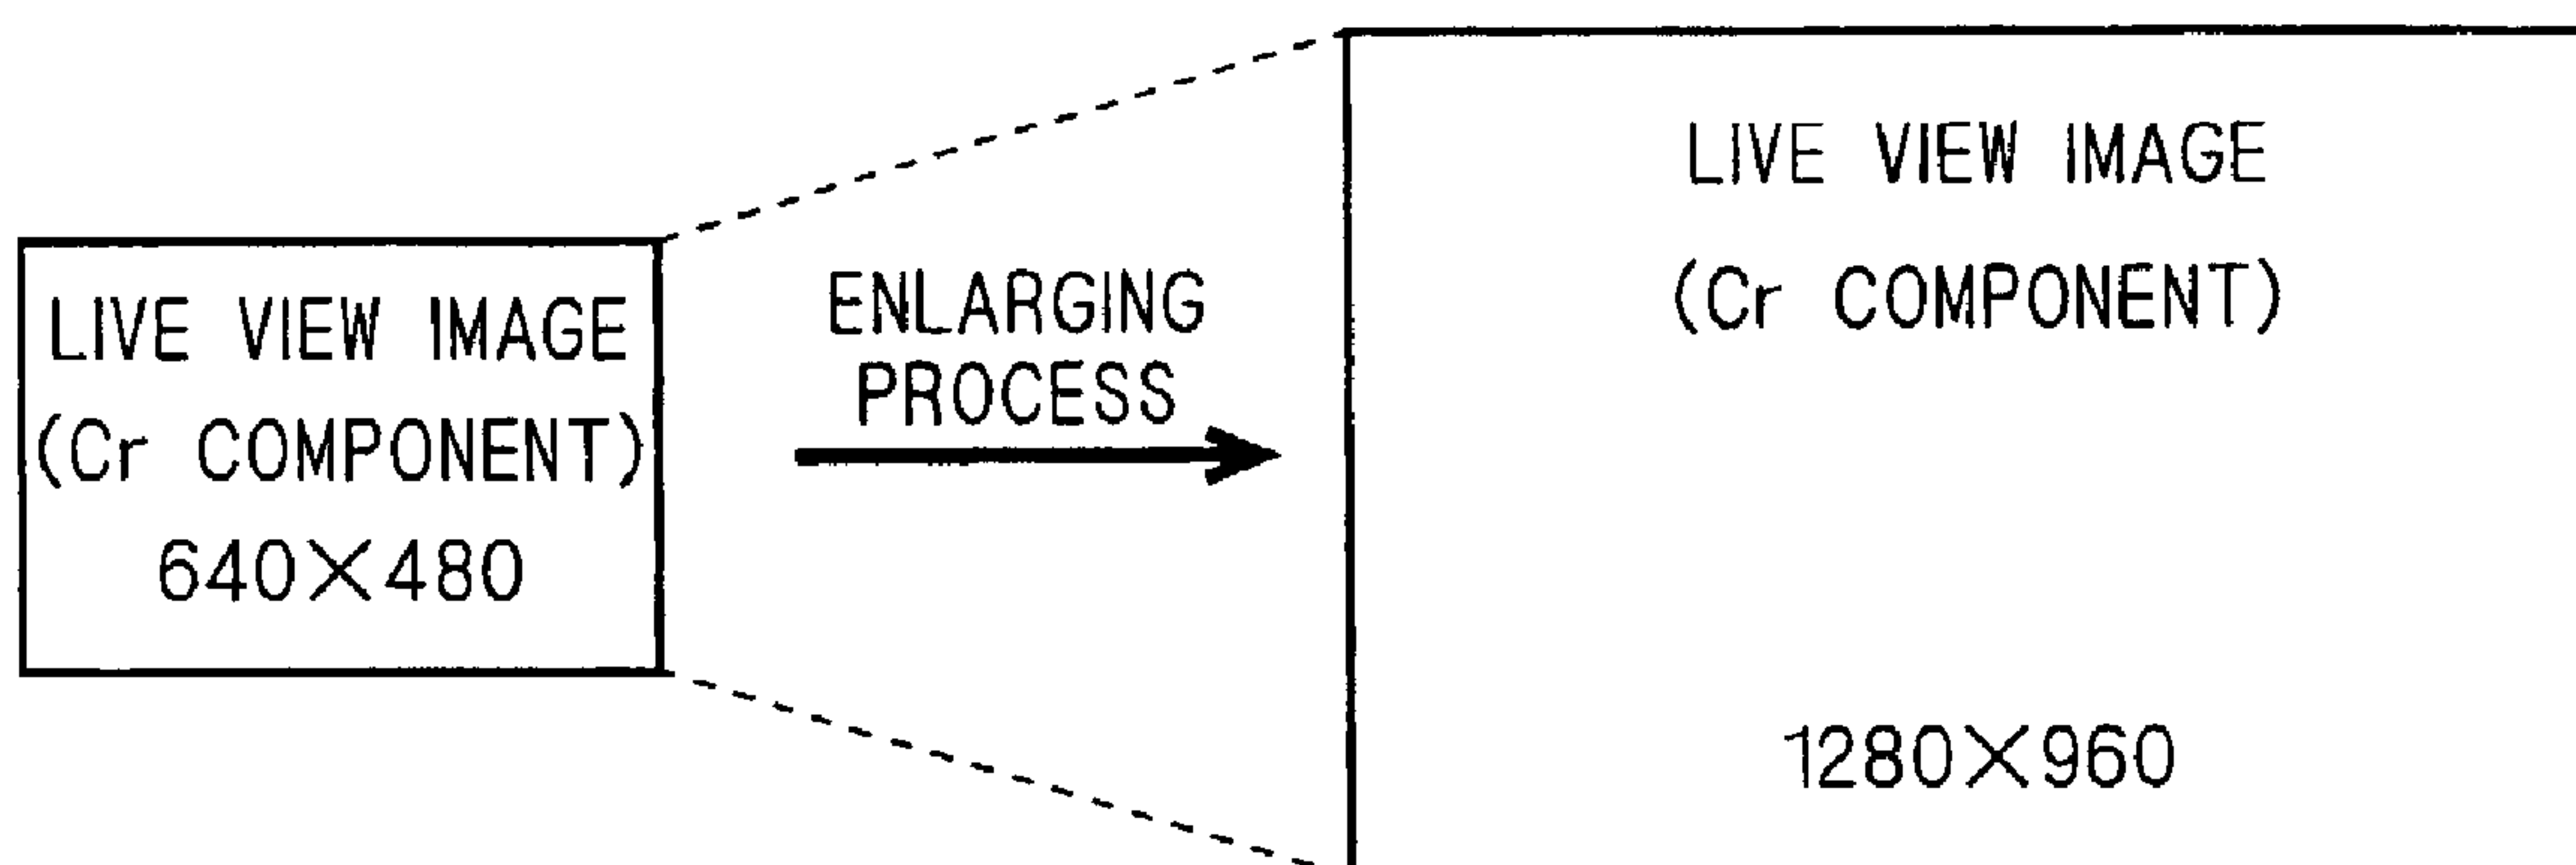 LIVE VIEW IMAGE
(Cr COMPONENT)
640×480
ENLARGING
PROCESS
LIVE VIEW IMAGE
(Cr COMPONENT)
1280×960